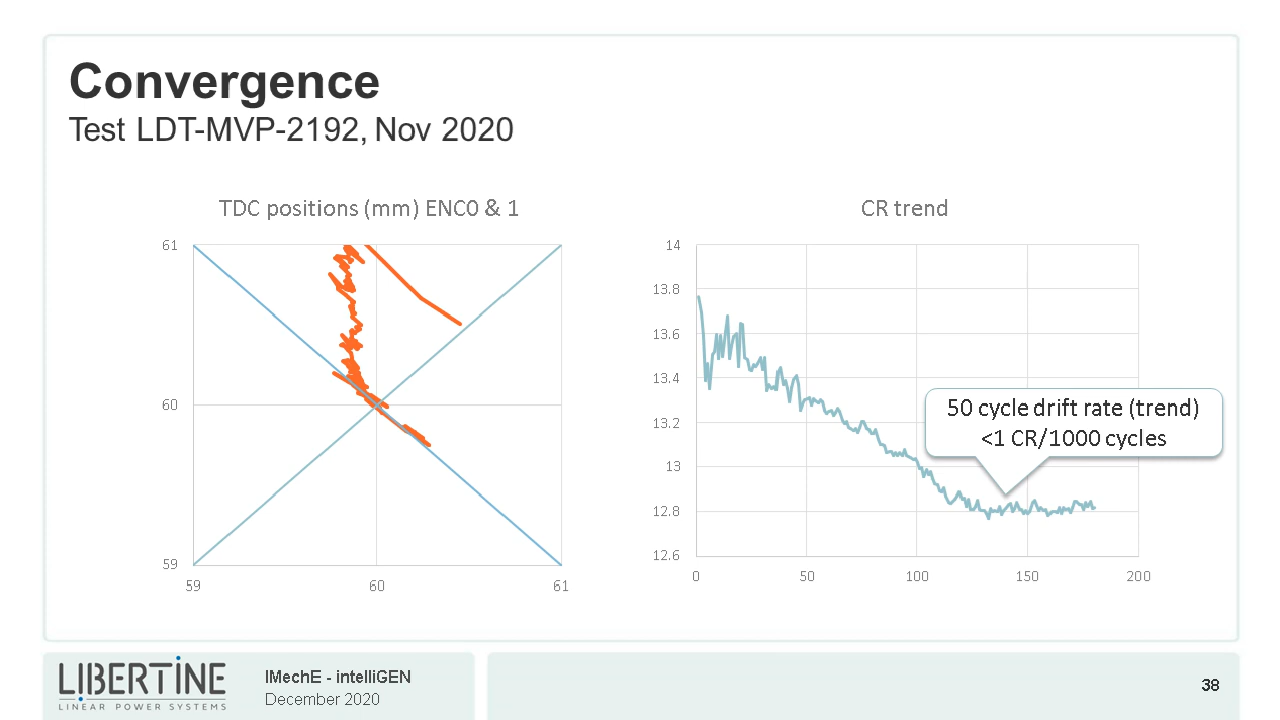 Convergence
Test LDT-MVP-2192, Nov 2020
TDC positions (mm) ENC0 & 1
61
60
59
59
60
61
CR trend
14
13.8
13.6
13.4
13.2
13
12.8
12.6
0
50
100
150
200
50 cycle drift rate (trend)
<1 CR/1000 cycles
LIBERTINE
LINEAR POWER SYSTEMS
IMechE - intelliGEN
December 2020
38